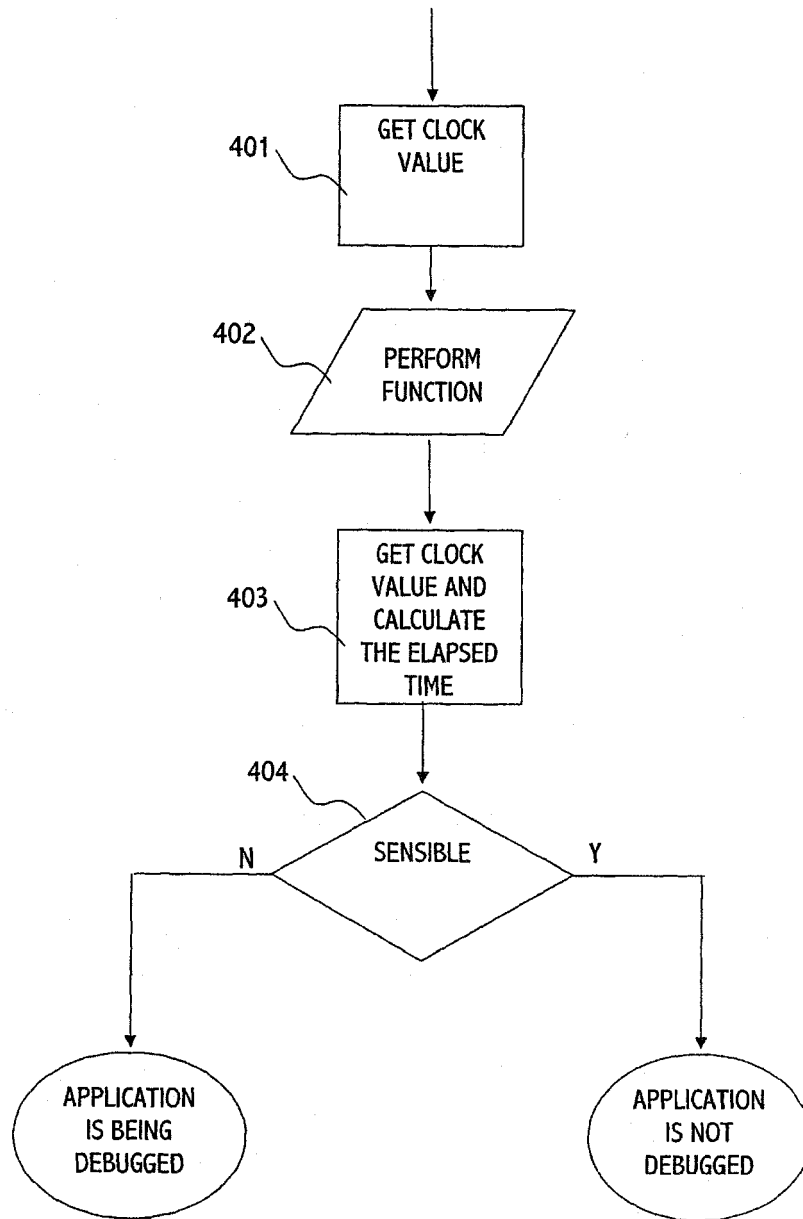 GET CLOCK
VALUE
401
402
PERFORM
FUNCTION
GET CLOCK
VALUE AND
CALCULATE
THE ELAPSED
TIME
403
404
SENSIBLE
N
Y
APPLICATION
IS BEING
DEBUGGED
APPLICATION
IS NOT
DEBUGGED